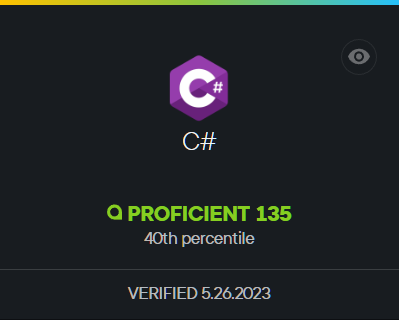 C#
C#
PROFICIENT 135
40th percentile
VERIFIED 5.26.2023